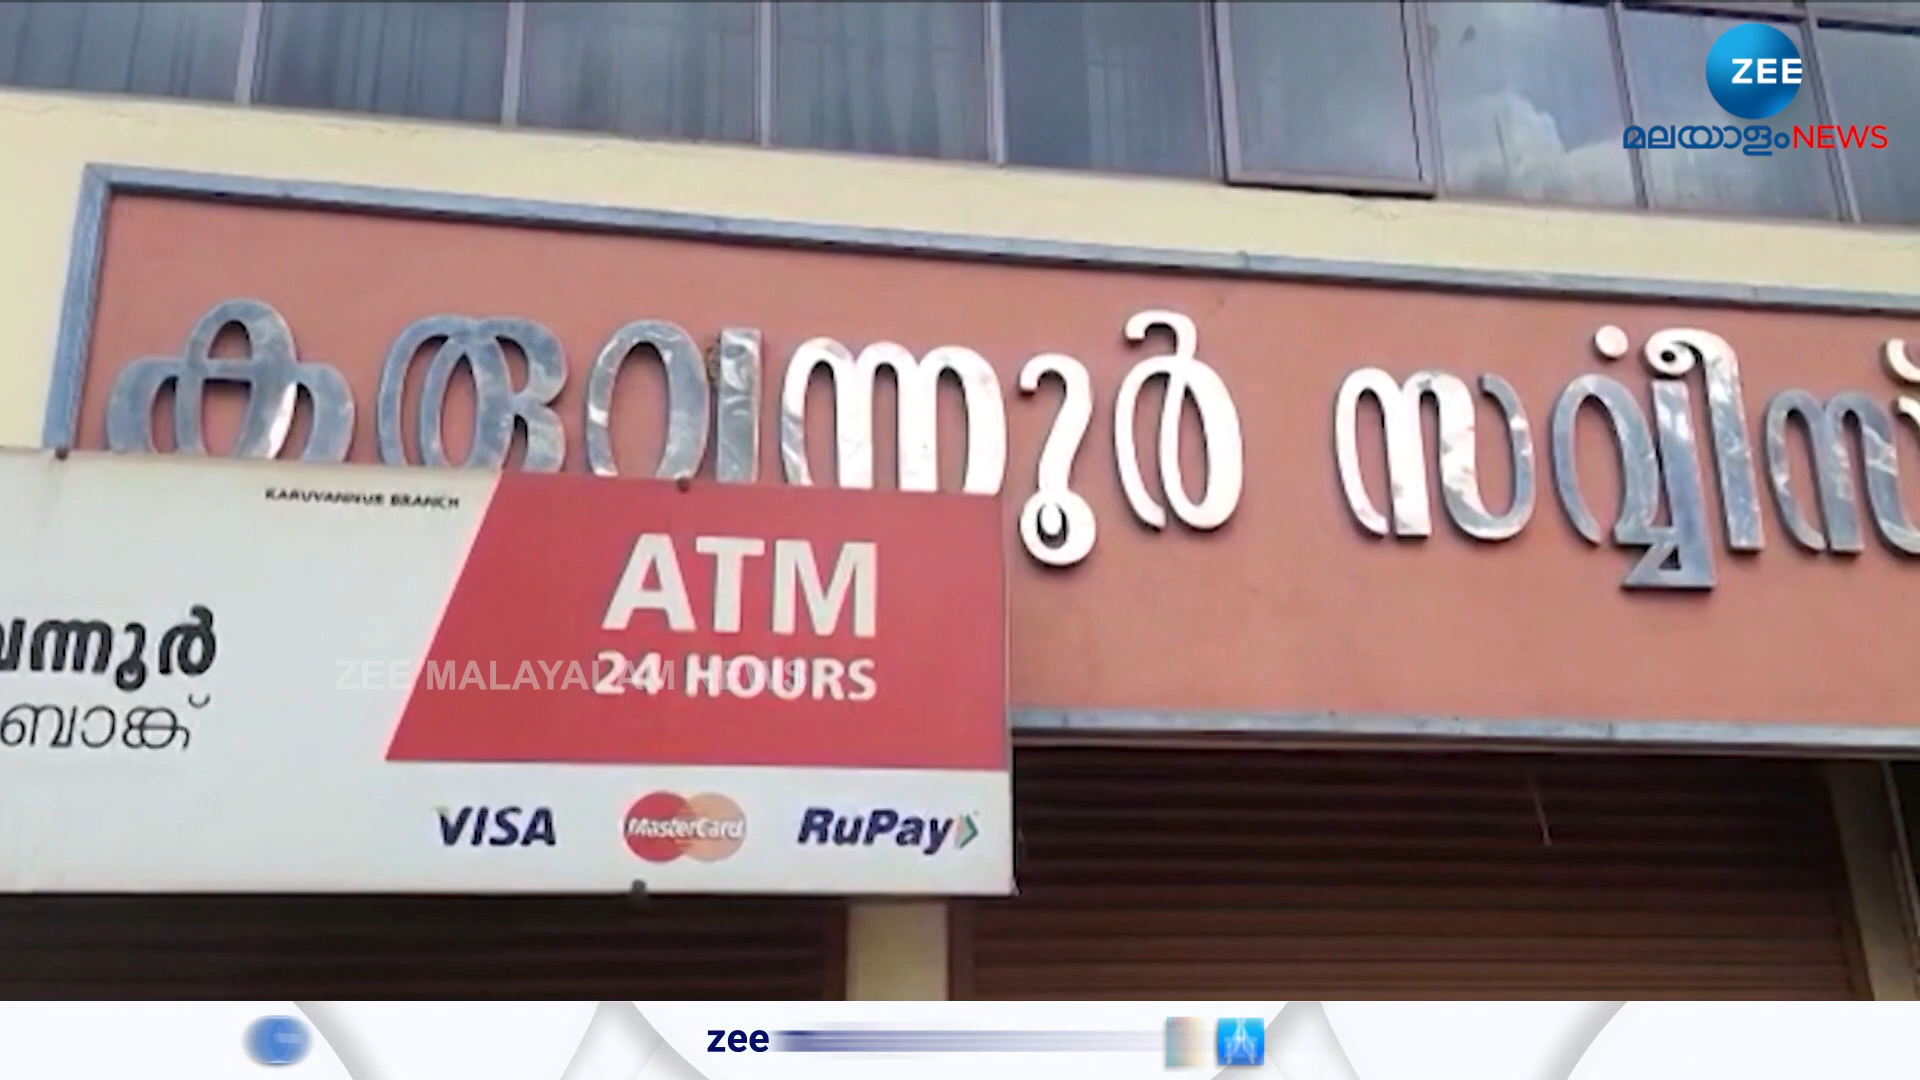 ZEE
മലയാളംNEWS
കരുവന്നൂർ സർവ്വീസ്
KARUVANNUR BRANCH
ATM
24 HOURS
വന്നൂർ
ബാങ്ക്
ZEE MALAYALAM NEWS
VISA
MasterCard
RuPay
zee